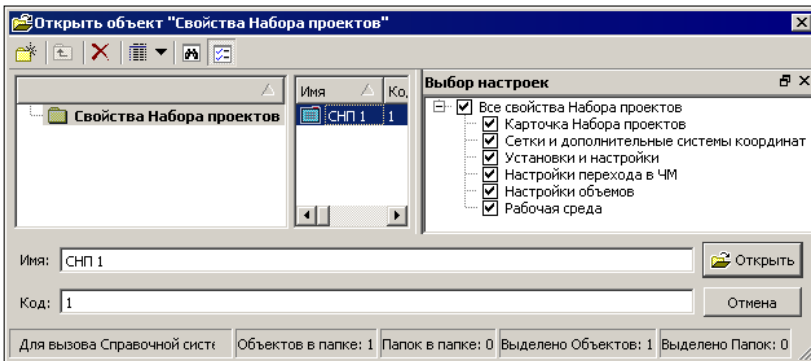 Открыть объект "Свойства Набора проектов"
Имя
Ко
Свойства Набора проектов
СНП 1
1
Выбор настроек
Все свойства Набора проектов
Карточка Набора проектов
Сетки и дополнительные системы координат
Установки и настройки
Настройки перехода в ЧМ
Настройки объемов
Рабочая среда
Имя: СНП 1
Открыть
Код: 1
Отмена
Для вызова Справочной систе
Объектов в папке: 1
Папок в папке: 0
Выделено Объектов: 1
Выделено Папок: 0